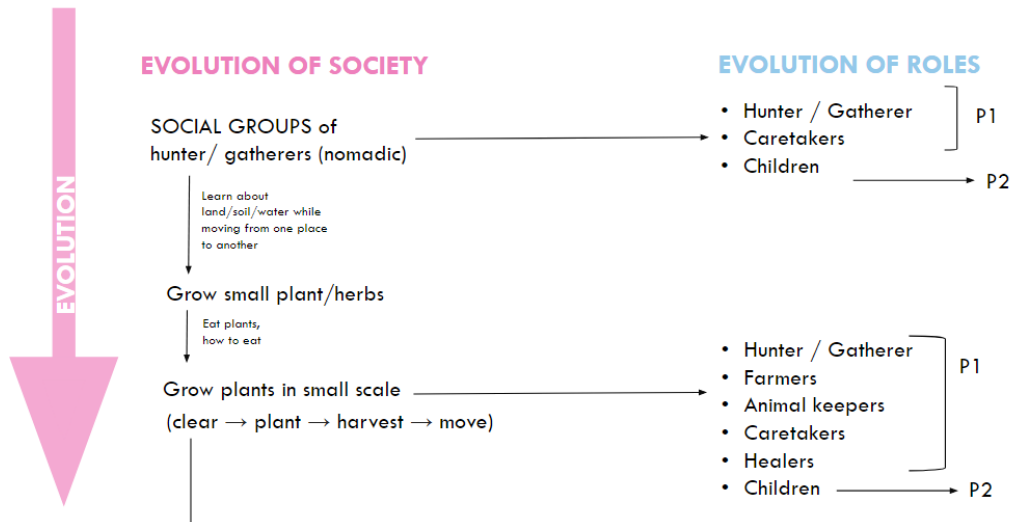 EVOLUTION
EVOLUTION OF SOCIETY
EVOLUTION OF ROLES
SOCIAL GROUPS of
hunter/ gatherers (nomadic)
• Hunter / Gatherer
• Caretakers
• Children
P1
P2
Learn about
land/soil/water while
moving from one place
to another
Grow small plant/herbs
Eat plants,
how to eat
Grow plants in small scale
(clear → plant → harvest → move)
• Hunter / Gatherer
• Farmers
• Animal keepers
• Caretakers
• Healers
• Children
P1
P2